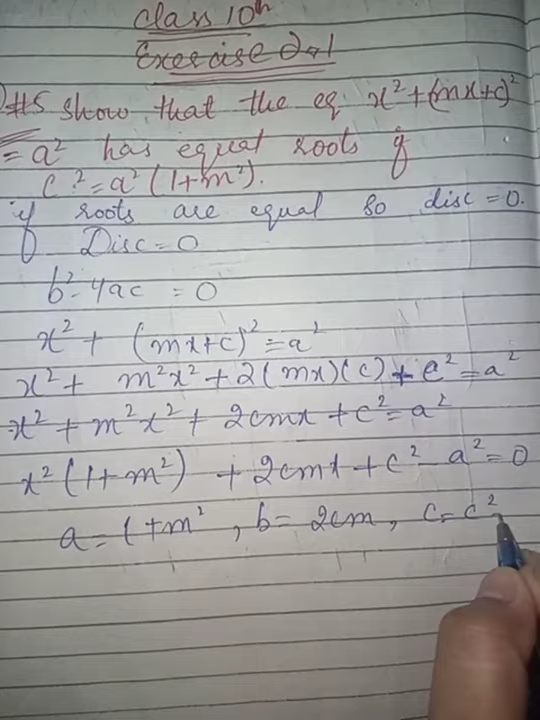 Class 10th
Exercise 2.1
#5 Show that the eq x² + (mx+c)²
= a² has equal roots if
c² = a² (1+m²).
if roots are equal so disc = 0.
Disc = 0
b² - 4ac = 0
x² + (mx+c)² = a²
x² + m²x² + 2(mx)(c) + c² = a²
x² + m²x² + 2cmx + c² = a²
x² (1+m²) + 2cmx + c² - a² = 0
a = 1+m², b = 2cm, c = c²